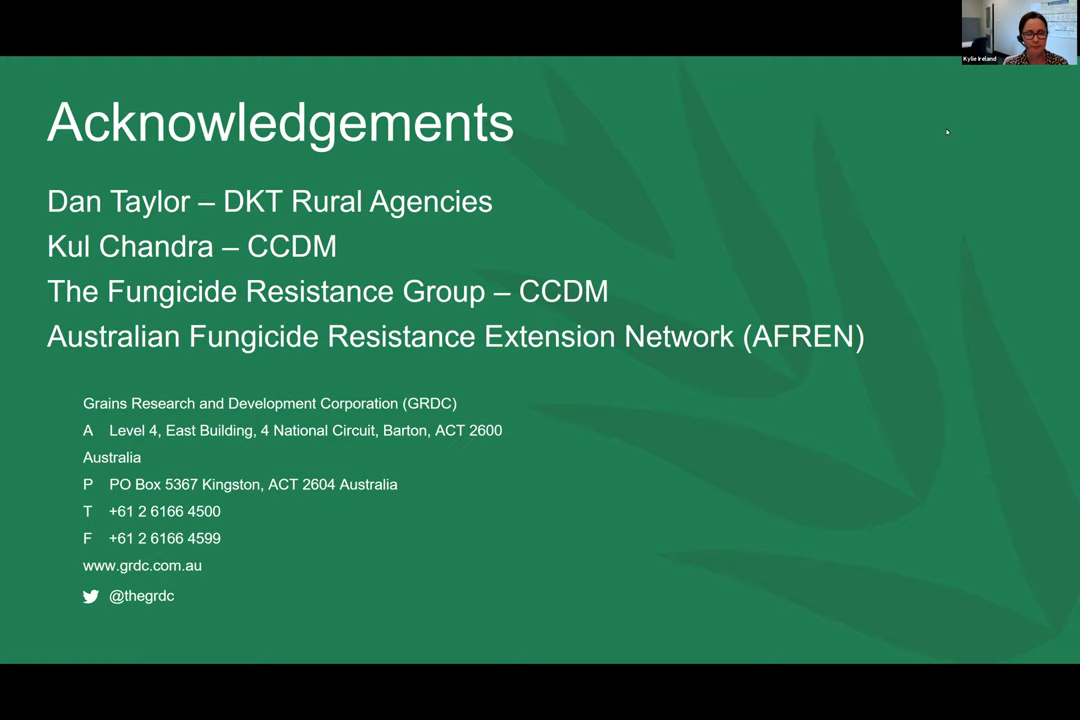 Kylie Ireland
Acknowledgements
Dan Taylor – DKT Rural Agencies
Kul Chandra – CCDM
The Fungicide Resistance Group – CCDM
Australian Fungicide Resistance Extension Network (AFREN)
Grains Research and Development Corporation (GRDC)
A Level 4, East Building, 4 National Circuit, Barton, ACT 2600
Australia
P PO Box 5367 Kingston, ACT 2604 Australia
T +61 2 6166 4500
F +61 2 6166 4599
www.grdc.com.au
@thegrdc